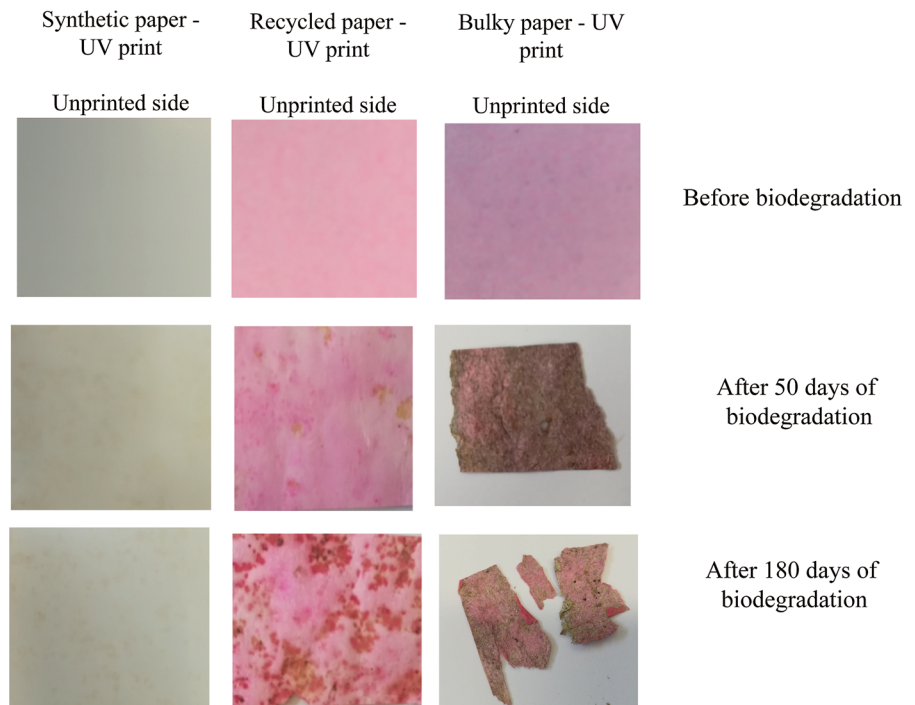 Synthetic paper -
UV print
Recycled paper -
UV print
Bulky paper - UV
print
Unprinted side
Unprinted side
Unprinted side
Before biodegradation
After 50 days of
biodegradation
After 180 days of
biodegradation